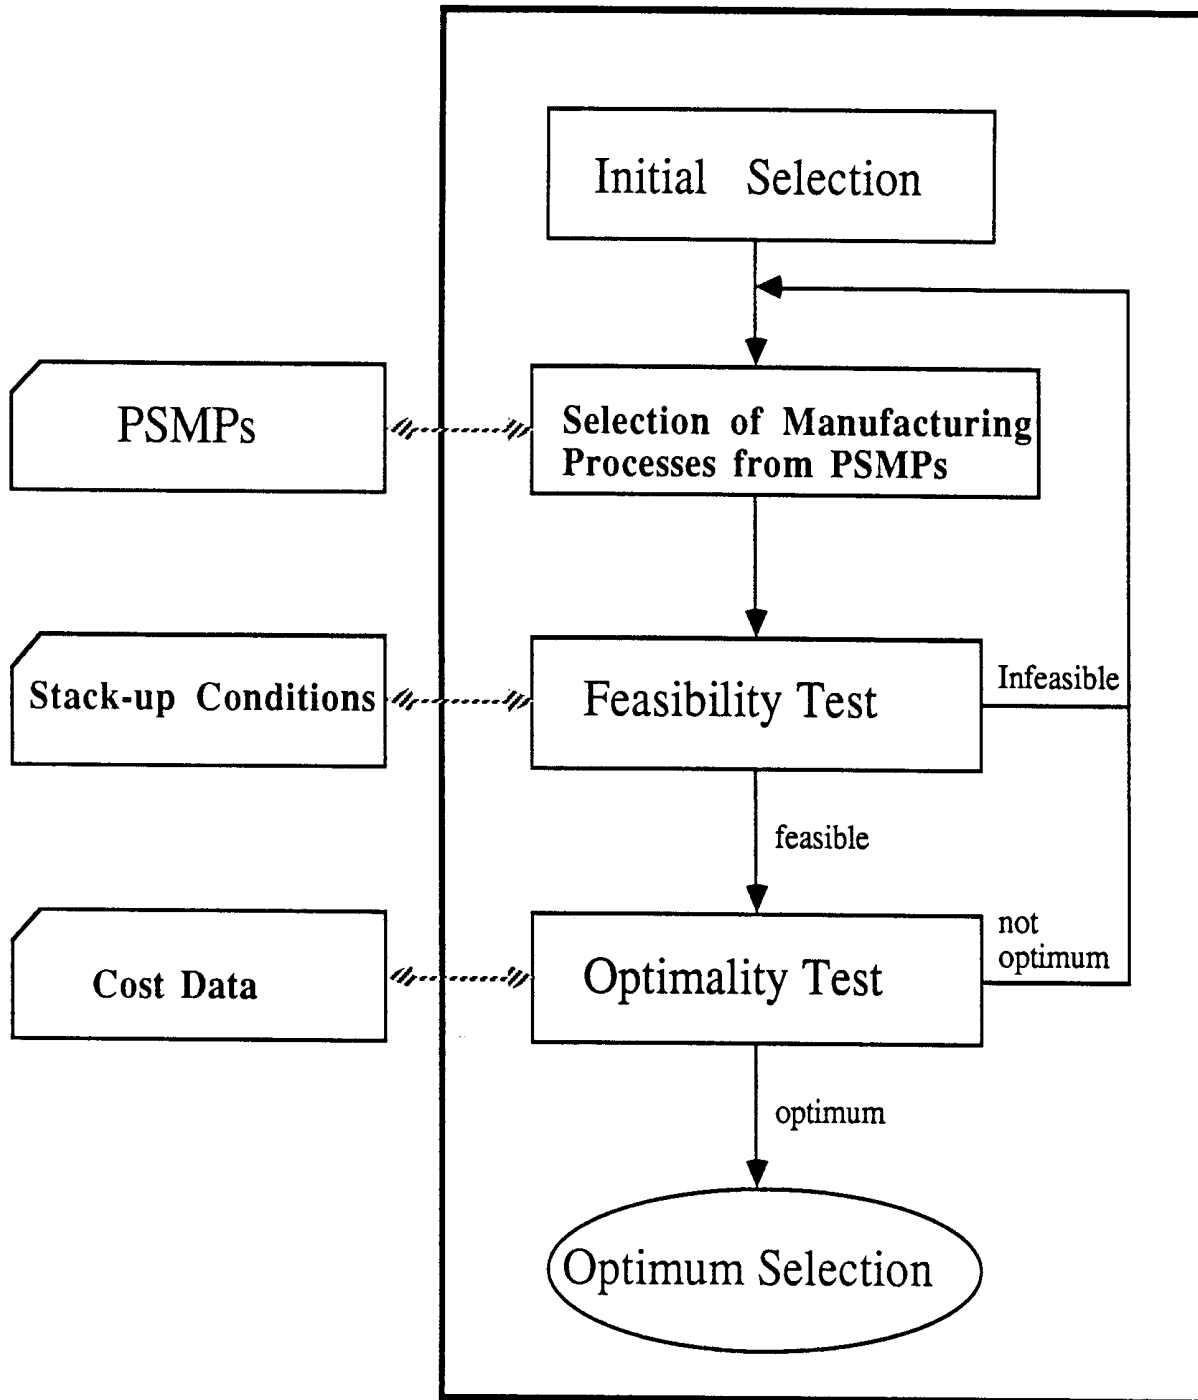 Initial Selection
PSMPs
Selection of Manufacturing
Processes from PSMPs
Stack-up Conditions
Feasibility Test
Infeasible
feasible
Cost Data
Optimality Test
not
optimum
optimum
Optimum Selection